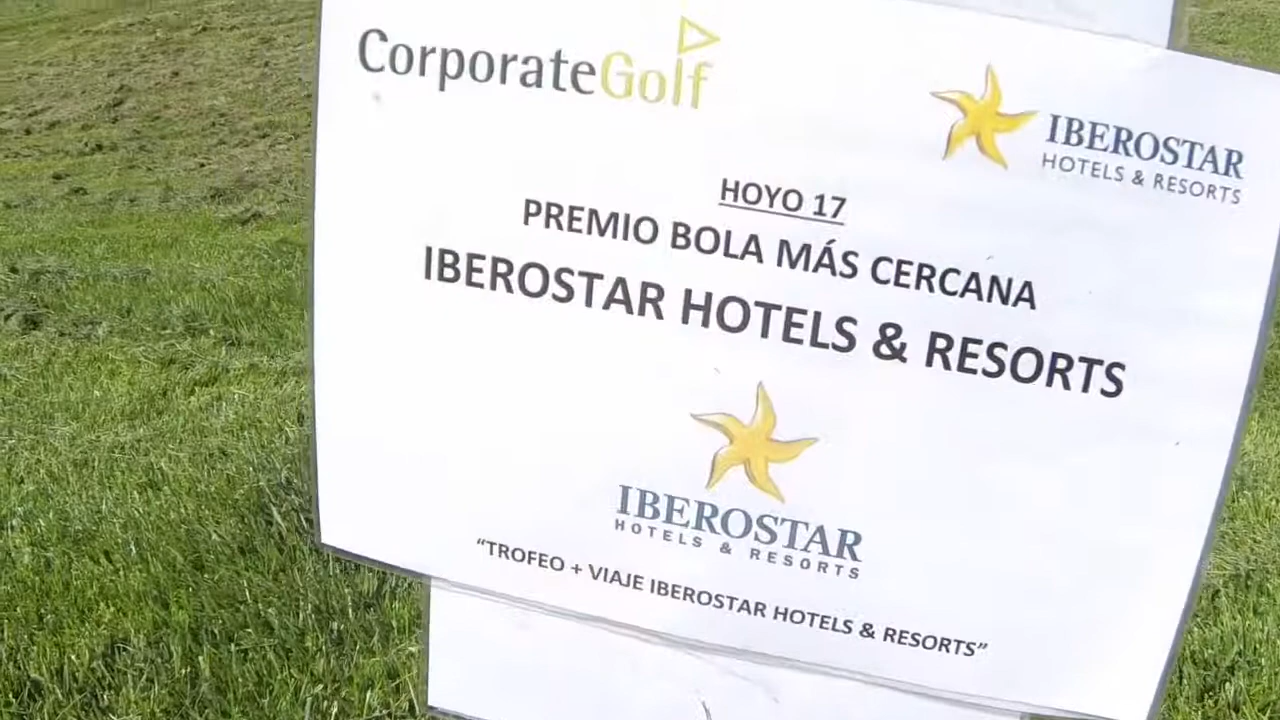 CorporateGolf
IBEROSTAR
HOTELS & RESORTS
HOYO 17
PREMIO BOLA MÁS CERCANA
IBEROSTAR HOTELS & RESORTS
IBEROSTAR
HOTELS & RESORTS
“TROFEO + VIAJE IBEROSTAR HOTELS & RESORTS”